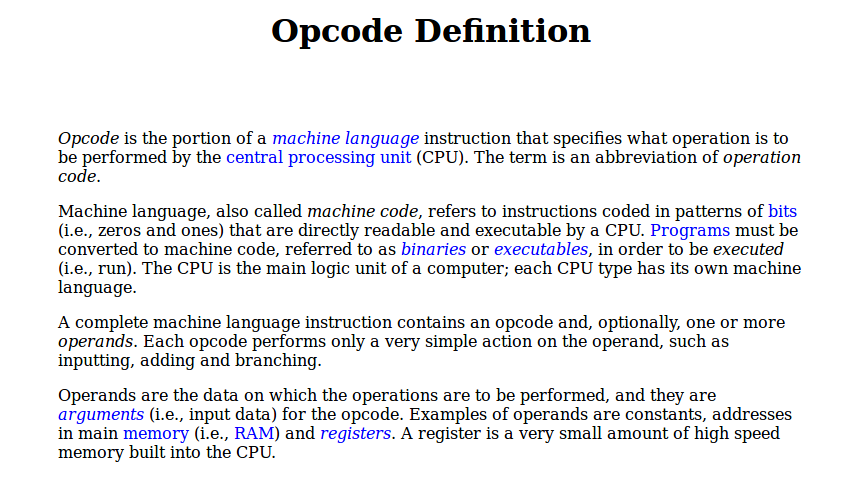 Opcode Definition
Opcode is the portion of a machine language instruction that specifies what operation is to
be performed by the central processing unit (CPU). The term is an abbreviation of operation
code.
Machine language, also called machine code, refers to instructions coded in patterns of bits
(i.e., zeros and ones) that are directly readable and executable by a CPU. Programs must be
converted to machine code, referred to as binaries or executables, in order to be executed
(i.e., run). The CPU is the main logic unit of a computer; each CPU type has its own machine
language.
A complete machine language instruction contains an opcode and, optionally, one or more
operands. Each opcode performs only a very simple action on the operand, such as
inputting, adding and branching.
Operands are the data on which the operations are to be performed, and they are
arguments (i.e., input data) for the opcode. Examples of operands are constants, addresses
in main memory (i.e., RAM) and registers. A register is a very small amount of high speed
memory built into the CPU.